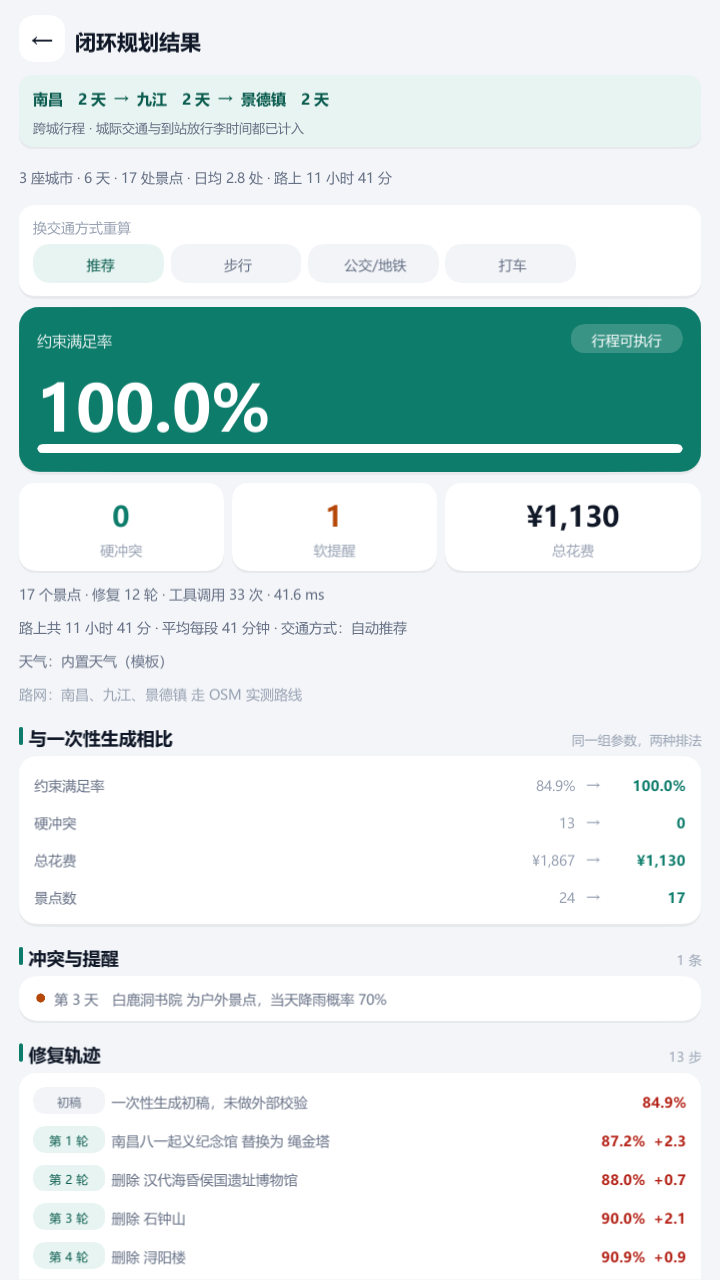 ← 闭环规划结果
南昌 2 天 → 九江 2 天 → 景德镇 2 天
跨城行程 · 城际交通与到站放行李时间都已计入
3 座城市 · 6 天 · 17 处景点 · 日均 2.8 处 · 路上 11 小时 41 分
换交通方式重算
推荐 步行 公交/地铁 打车
约束满足率 行程可执行
100.0%
0 1 ¥1,130
硬冲突 软提醒 总花费
17 个景点 · 修复 12 轮 · 工具调用 33 次 · 41.6 ms
路上共 11 小时 41 分 · 平均每段 41 分钟 · 交通方式：自动推荐
天气：内置天气（模板）
路网：南昌、九江、景德镇 走 OSM 实测路线
与一次性生成相比 同一组参数，两种排法
约束满足率 84.9% → 100.0%
硬冲突 13 → 0
总花费 ¥1,867 → ¥1,130
景点数 24 → 17
冲突与提醒 1 条
第 3 天 白鹿洞书院 为户外景点，当天降雨概率 70%
修复轨迹 13 步
初稿 一次性生成初稿，未做外部校验 84.9%
第 1 轮 南昌八一起义纪念馆 替换为 绳金塔 87.2% +2.3
第 2 轮 删除 汉代海昏侯国遗址博物馆 88.0% +0.7
第 3 轮 删除 石钟山 90.0% +2.1
第 4 轮 删除 浔阳楼 90.9% +0.9